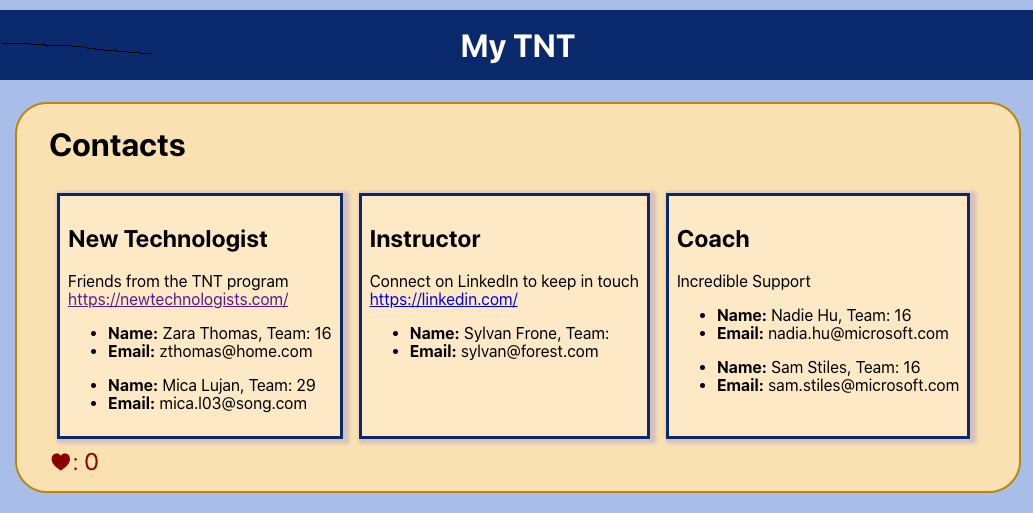 My TNT
Contacts
New Technologist
Friends from the TNT program
https://newtechnologists.com/
• Name: Zara Thomas, Team: 16
• Email: zthomas@home.com
• Name: Mica Lujan, Team: 29
• Email: mica.l03@song.com
Instructor
Connect on LinkedIn to keep in touch
https://linkedin.com/
• Name: Sylvan Frone, Team:
• Email: sylvan@forest.com
Coach
Incredible Support
• Name: Nadie Hu, Team: 16
• Email: nadia.hu@microsoft.com
• Name: Sam Stiles, Team: 16
• Email: sam.stiles@microsoft.com
♥: 0